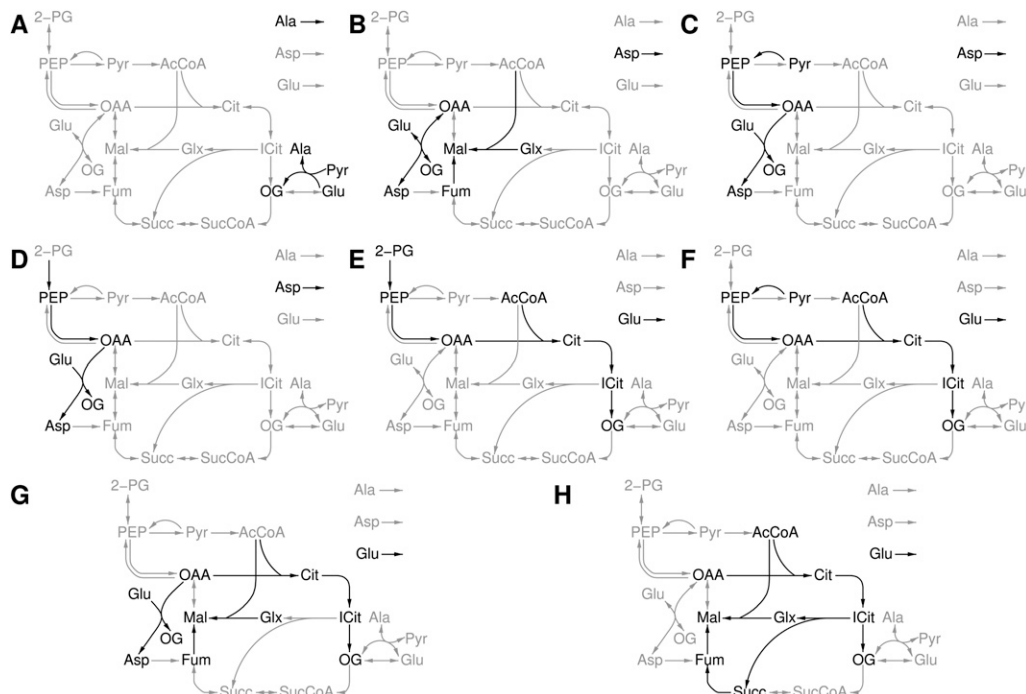 A
2–PG
Ala
PEP Pyr AcCoA
Asp
Glu
OAA Cit
Glu
Mal Glx ICit Ala
OG Pyr
Asp Fum OG Glu
Succ SucCoA
B
2–PG
Ala
PEP Pyr AcCoA
Asp
Glu
OAA Cit
Glu
Mal Glx ICit Ala
OG Pyr
Asp Fum OG Glu
Succ SucCoA
C
2–PG
Ala
PEP Pyr AcCoA
Asp
Glu
OAA Cit
Glu
Mal Glx ICit Ala
OG Pyr
Asp Fum OG Glu
Succ SucCoA
D
2–PG
Ala
PEP Pyr AcCoA
Asp
Glu
OAA Cit
Glu
Mal Glx ICit Ala
OG Pyr
Asp Fum OG Glu
Succ SucCoA
E
2–PG
Ala
PEP Pyr AcCoA
Asp
Glu
OAA Cit
Glu
Mal Glx ICit Ala
OG Pyr
Asp Fum OG Glu
Succ SucCoA
F
2–PG
Ala
PEP Pyr AcCoA
Asp
Glu
OAA Cit
Glu
Mal Glx ICit Ala
OG Py
Asp Fum OG Glu
Succ SucCoA
G
2–PG
Ala
PEP Pyr AcCoA
Asp
Glu
OAA Cit
Glu
Mal Glx ICit Ala
OG Pyr
Asp Fum OG Glu
Succ SucCoA
H
2–PG
Ala
PEP Pyr AcCoA
Asp
Glu
OAA Cit
Glu
Mal Glx ICit Ala
OG Pyr
Asp Fum OG Glu
Succ SucCoA